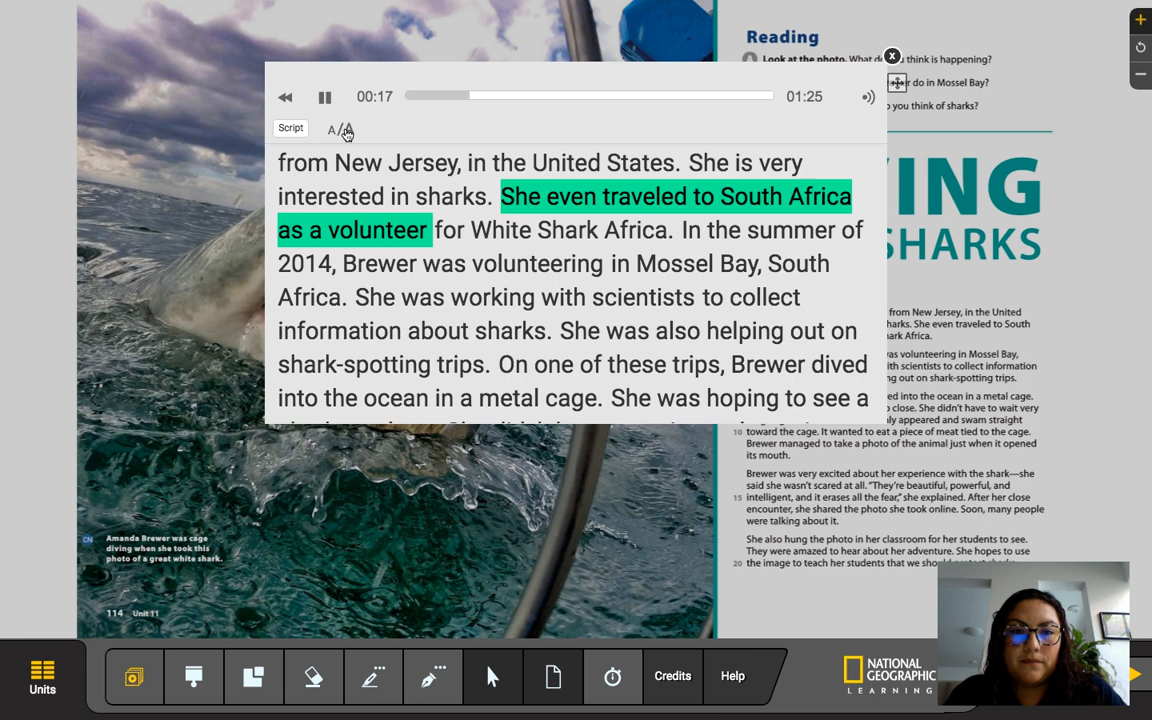 Reading
Look at the photo. What do you think is happening?
er do in Mossel Bay?
you think of sharks?
00:17
01:25
Script
A/A
from New Jersey, in the United States. She is very
interested in sharks. She even traveled to South Africa
as a volunteer for White Shark Africa. In the summer of
2014, Brewer was volunteering in Mossel Bay, South
Africa. She was working with scientists to collect
information about sharks. She was also helping out on
shark-spotting trips. On one of these trips, Brewer dived
into the ocean in a metal cage. She was hoping to see a
ING
SHARKS
from New Jersey, in the United
harks. She even traveled to South
ark Africa.
was volunteering in Mossel Bay,
ith scientists to collect information
ng out on shark-spotting trips.
ed into the ocean in a metal cage.
close. She didn't have to wait very
ly appeared and swam straight
10 toward the cage. It wanted to eat a piece of meat tied to the cage.
Brewer managed to take a photo of the animal just when it opened
its mouth.
Brewer was very excited about her experience with the shark—she
said she wasn't scared at all. "They're beautiful, powerful, and
15 intelligent, and it erases all the fear," she explained. After her close
encounter, she shared the photo she took online. Soon, many people
were talking about it.
She also hung the photo in her classroom for her students to see.
They were amazed to hear about her adventure. She hopes to use
20 the image to teach her students that we should protect sharks
CN
Amanda Brewer was cage
diving when she took this
photo of a great white shark.
114 Unit 11
Units
Credits
Help
NATIONAL
GEOGRAPHIC
LEARNING